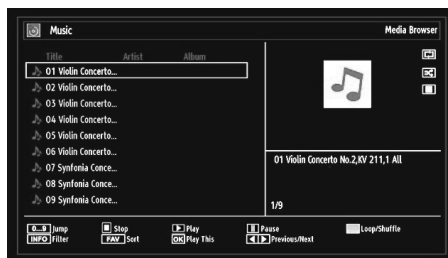 Music
Media Browser
Title Artist Album
01 Violin Concerto...
02 Violin Concerto...
03 Violin Concerto...
04 Violin Concerto...
05 Violin Concerto...
06 Violin Concerto...
07 Synfonia Conce...
08 Synfonia Conce...
09 Synfonia Conce...
01 Violin Concerto No.2,KV 211,1 All
1/9
0...9 Jump Stop Play Pause Loop/Shuffle
INFO Filter FAV Sort OK Play This Previous/Next